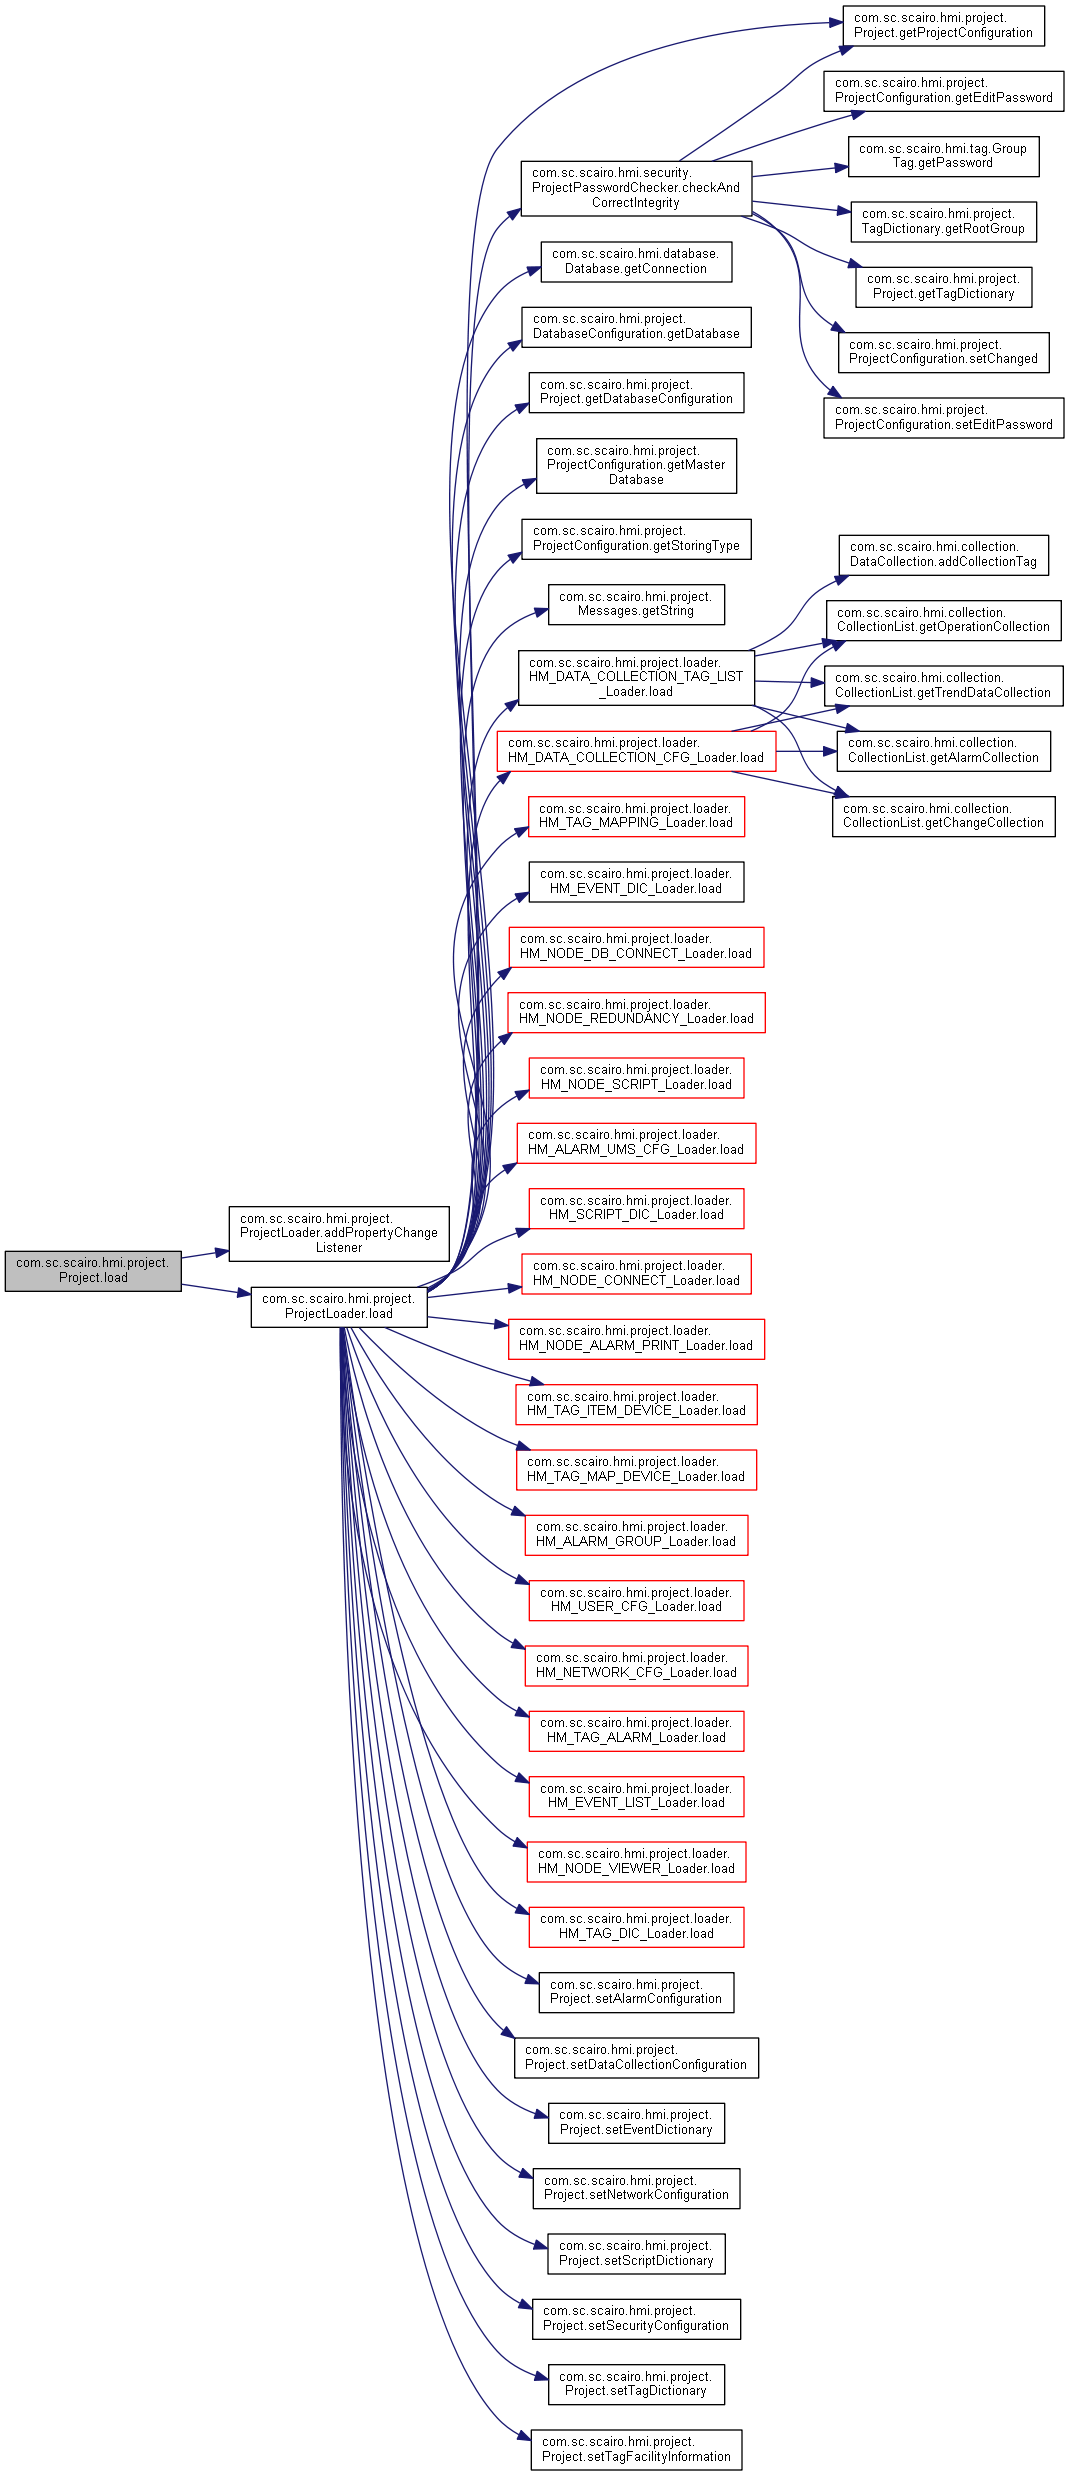 com.sc.scairo.hmi.project.
Project.load
com.sc.scairo.hmi.project.
ProjectLoader.addPropertyChange
Listener
com.sc.scairo.hmi.project.
ProjectLoader.load
com.sc.scairo.hmi.security.
ProjectPasswordChecker.checkAnd
CorrectIntegrity
com.sc.scairo.hmi.database.
Database.getConnection
com.sc.scairo.hmi.project.
DatabaseConfiguration.getDatabase
com.sc.scairo.hmi.project.
Project.getDatabaseConfiguration
com.sc.scairo.hmi.project.
ProjectConfiguration.getMaster
Database
com.sc.scairo.hmi.project.
ProjectConfiguration.getStoringType
com.sc.scairo.hmi.project.
Messages.getString
com.sc.scairo.hmi.project.loader.
HM_DATA_COLLECTION_TAG_LIST
_Loader.load
com.sc.scairo.hmi.project.loader.
HM_DATA_COLLECTION_CFG_Loader.load
com.sc.scairo.hmi.project.loader.
HM_TAG_MAPPING_Loader.load
com.sc.scairo.hmi.project.loader.
HM_EVENT_DIC_Loader.load
com.sc.scairo.hmi.project.loader.
HM_NODE_DB_CONNECT_Loader.load
com.sc.scairo.hmi.project.loader.
HM_NODE_REDUNDANCY_Loader.load
com.sc.scairo.hmi.project.loader.
HM_NODE_SCRIPT_Loader.load
com.sc.scairo.hmi.project.loader.
HM_ALARM_UMS_CFG_Loader.load
com.sc.scairo.hmi.project.loader.
HM_SCRIPT_DIC_Loader.load
com.sc.scairo.hmi.project.loader.
HM_NODE_CONNECT_Loader.load
com.sc.scairo.hmi.project.loader.
HM_NODE_ALARM_PRINT_Loader.load
com.sc.scairo.hmi.project.loader.
HM_TAG_ITEM_DEVICE_Loader.load
com.sc.scairo.hmi.project.loader.
HM_TAG_MAP_DEVICE_Loader.load
com.sc.scairo.hmi.project.loader.
HM_ALARM_GROUP_Loader.load
com.sc.scairo.hmi.project.loader.
HM_USER_CFG_Loader.load
com.sc.scairo.hmi.project.loader.
HM_NETWORK_CFG_Loader.load
com.sc.scairo.hmi.project.loader.
HM_TAG_ALARM_Loader.load
com.sc.scairo.hmi.project.loader.
HM_EVENT_LIST_Loader.load
com.sc.scairo.hmi.project.loader.
HM_NODE_VIEWER_Loader.load
com.sc.scairo.hmi.project.loader.
HM_TAG_DIC_Loader.load
com.sc.scairo.hmi.project.
Project.setAlarmConfiguration
com.sc.scairo.hmi.project.
Project.setDataCollectionConfiguration
com.sc.scairo.hmi.project.
Project.setEventDictionary
com.sc.scairo.hmi.project.
Project.setNetworkConfiguration
com.sc.scairo.hmi.project.
Project.setScriptDictionary
com.sc.scairo.hmi.project.
Project.setSecurityConfiguration
com.sc.scairo.hmi.project.
Project.setTagDictionary
com.sc.scairo.hmi.project.
Project.setTagFacilityInformation
com.sc.scairo.hmi.project.
Project.getProjectConfiguration
com.sc.scairo.hmi.project.
ProjectConfiguration.getEditPassword
com.sc.scairo.hmi.tag.Group
Tag.getPassword
com.sc.scairo.hmi.project.
TagDictionary.getRootGroup
com.sc.scairo.hmi.project.
Project.getTagDictionary
com.sc.scairo.hmi.project.
ProjectConfiguration.setChanged
com.sc.scairo.hmi.project.
ProjectConfiguration.setEditPassword
com.sc.scairo.hmi.collection.
DataCollection.addCollectionTag
com.sc.scairo.hmi.collection.
CollectionList.getOperationCollection
com.sc.scairo.hmi.collection.
CollectionList.getTrendDataCollection
com.sc.scairo.hmi.collection.
CollectionList.getAlarmCollection
com.sc.scairo.hmi.collection.
CollectionList.getChangeCollection